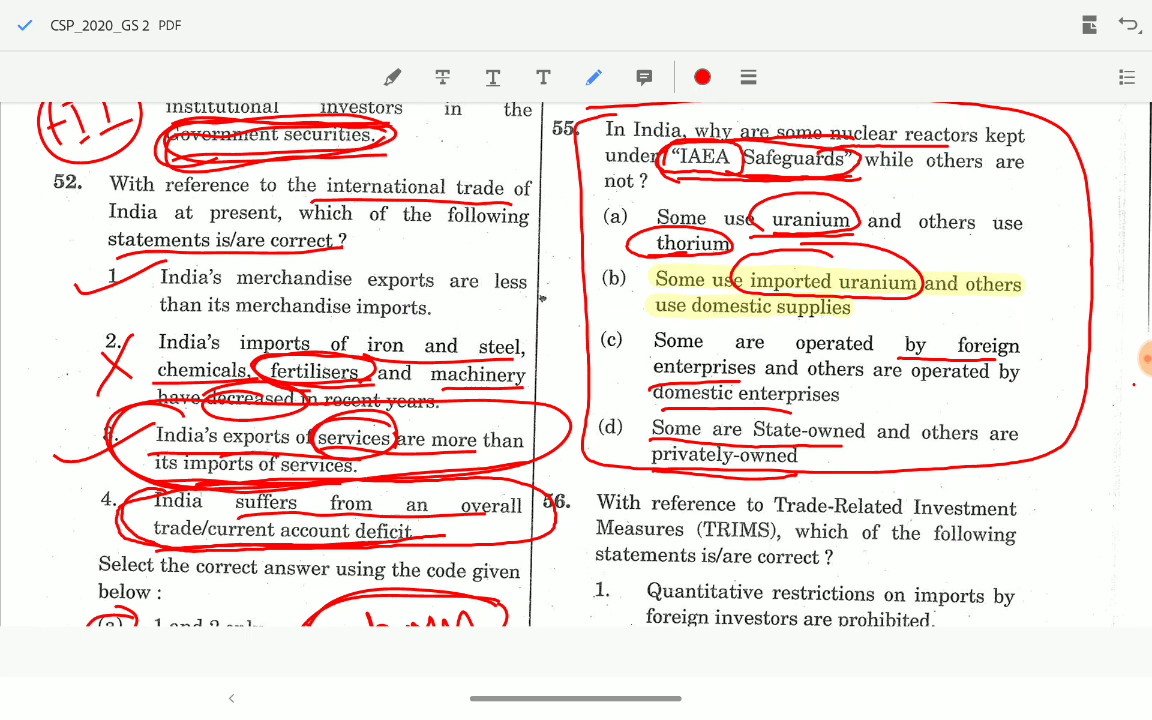 CSP_2020_GS 2 PDF
institutional investors in the
Government securities.
52. With reference to the international trade of
India at present, which of the following
statements is/are correct ?
1. India's merchandise exports are less
than its merchandise imports.
2. India's imports of iron and steel,
chemicals, fertilisers and machinery
have decreased in recent years.
3. India's exports of services are more than
its imports of services.
4. India suffers from an overall
trade/current account deficit.
Select the correct answer using the code given
below :
(a) 1 and 2 only
55. In India, why are some nuclear reactors kept
under "IAEA Safeguards" while others are
not ?
(a) Some use uranium and others use
thorium
(b) Some use imported uranium and others
use domestic supplies
(c) Some are operated by foreign
enterprises and others are operated by
domestic enterprises
(d) Some are State-owned and others are
privately-owned
56. With reference to Trade-Related Investment
Measures (TRIMS), which of the following
statements is/are correct ?
1. Quantitative restrictions on imports by
foreign investors are prohibited.